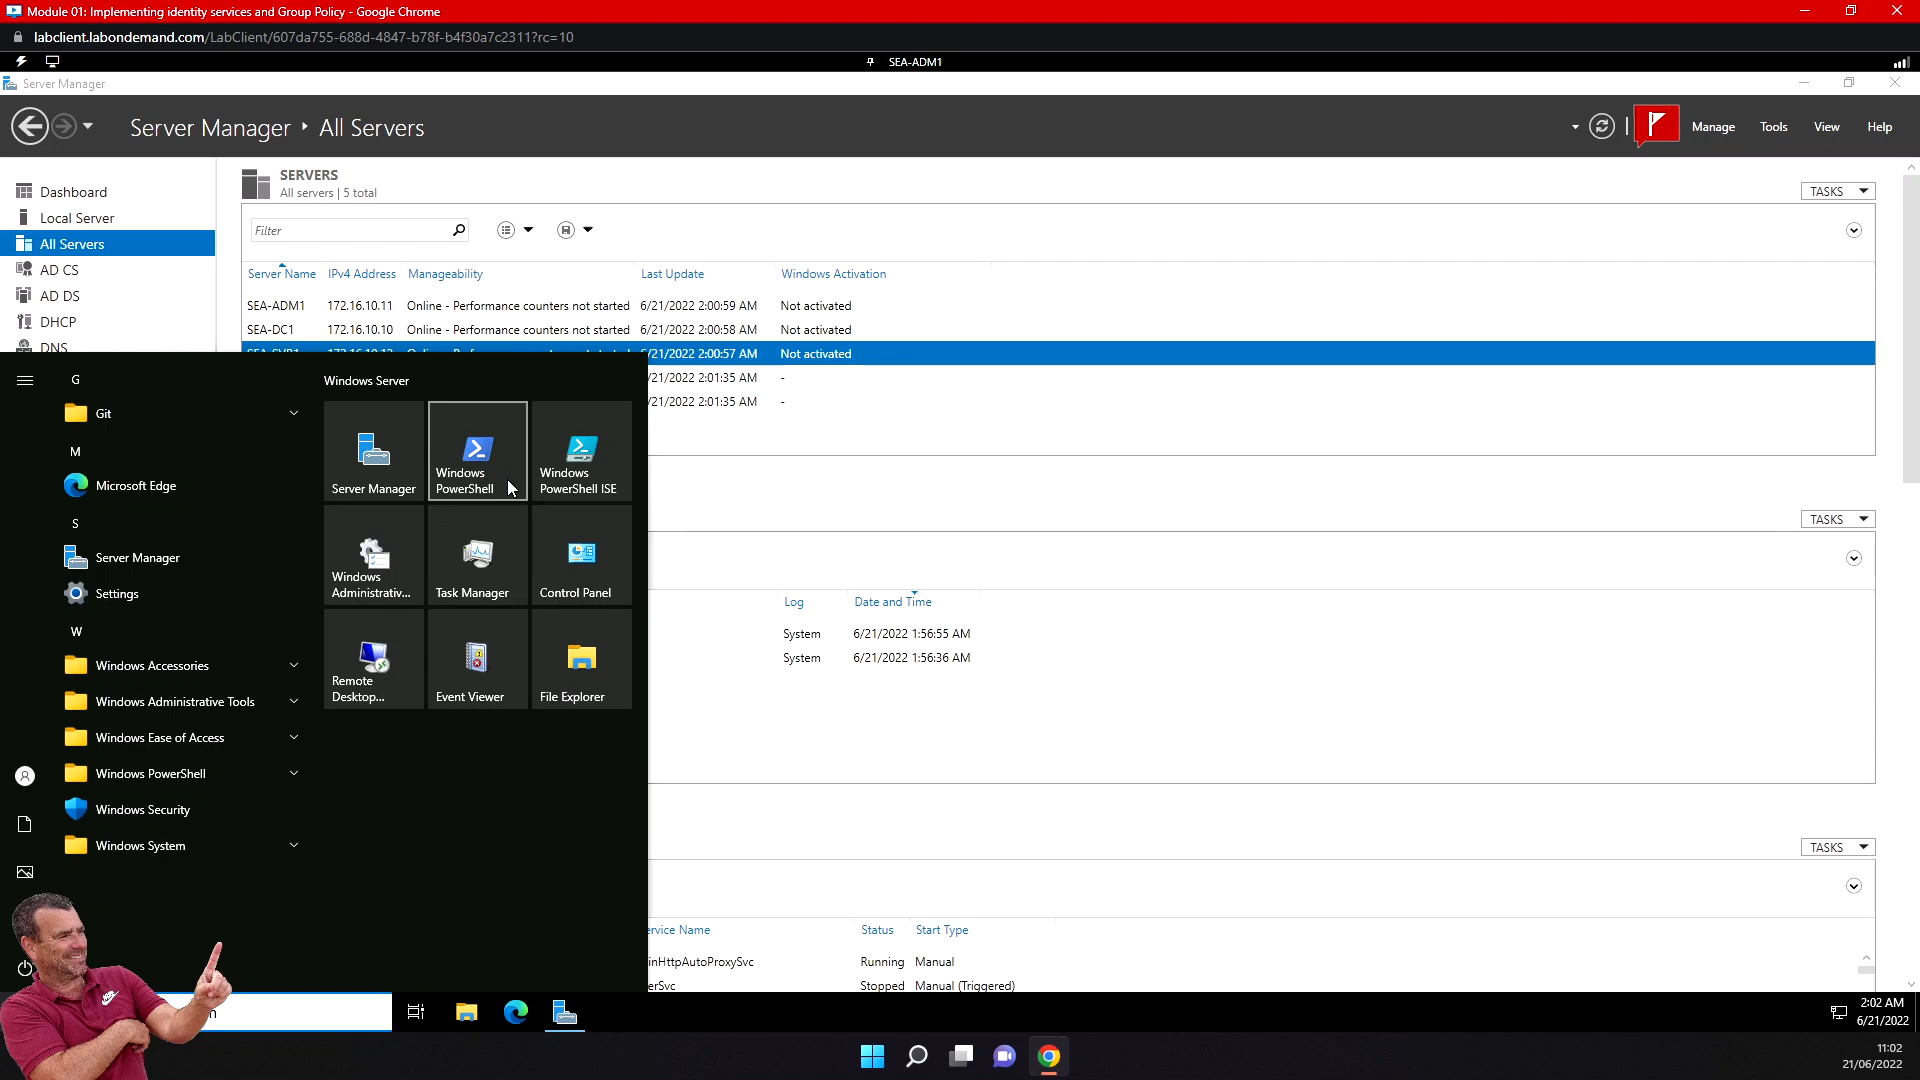 Module 01: Implementing identity services and Group Policy - Google Chrome
labclient.labondemand.com/LabClient/607da755-688d-4847-b78f-b4f30a7c2311?rc=10
SEA-ADM1
Server Manager
Server Manager All Servers
Manage Tools View Help
Dashboard
Local Server
All Servers
AD CS
AD DS
DHCP
DNS
SERVERS
All servers | 5 total
TASKS
Filter
Server Name IPv4 Address Manageability Last Update Windows Activation
SEA-ADM1 172.16.10.11 Online - Performance counters not started 6/21/2022 2:00:59 AM Not activated
SEA-DC1 172.16.10.10 Online - Performance counters not started 6/21/2022 2:00:58 AM Not activated
/21/2022 2:00:57 AM Not activated
/21/2022 2:01:35 AM -
/21/2022 2:01:35 AM -
G
Git
M
Microsoft Edge
S
Server Manager
Settings
W
Windows Accessories
Windows Administrative Tools
Windows Ease of Access
Windows PowerShell
Windows Security
Windows System
Windows Server
Server Manager
Windows PowerShell
Windows PowerShell ISE
Windows Administrativ...
Task Manager
Control Panel
Remote Desktop...
Event Viewer
File Explorer
TASKS
Log Date and Time
System 6/21/2022 1:56:55 AM
System 6/21/2022 1:56:36 AM
TASKS
ervice Name Status Start Type
inHttpAutoProxySvc Running Manual
erSvc Stopped Manual (Triggered)
2:02 AM
6/21/2022
11:02
21/06/2022